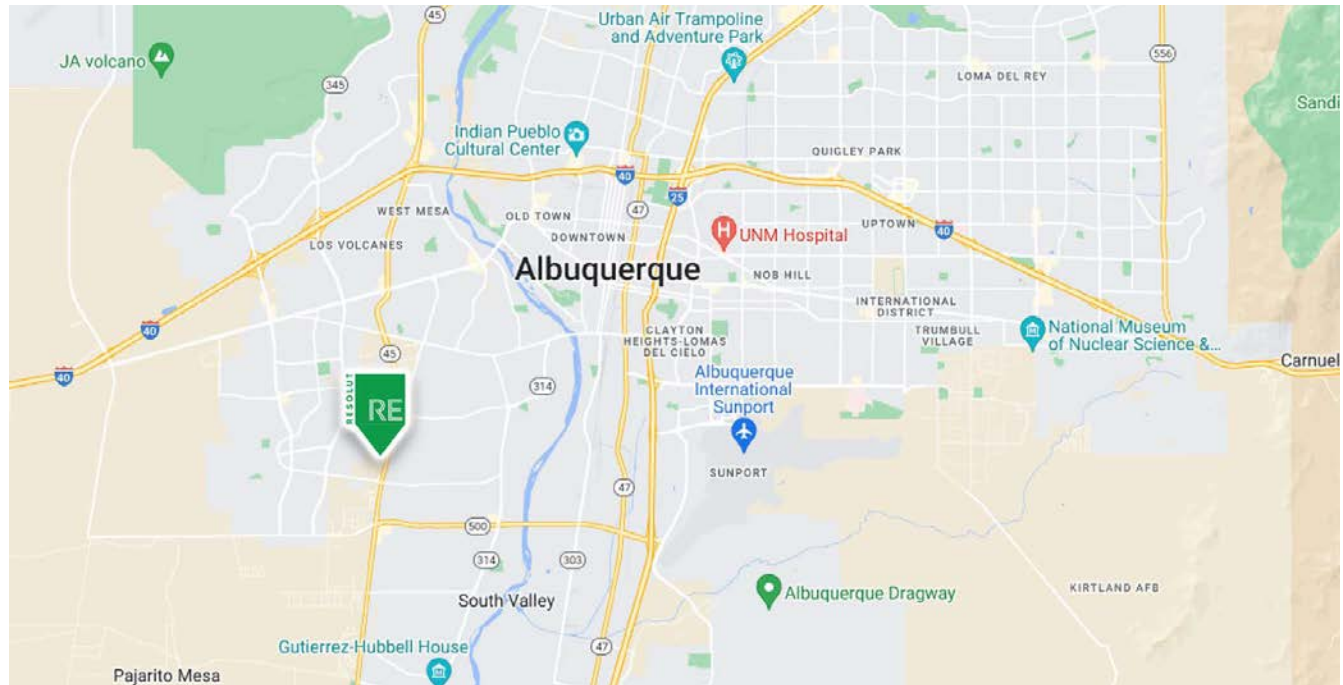 45
Urban Air Trampoline
and Adventure Park
556
JA volcano
LOMA DEL REY
345
Sandi
Indian Pueblo
Cultural Center
QUIGLEY PARK
40
25
47
WEST MESA
OLD TOWN
UNM Hospital
UPTOWN
40
LOS VOLCANES
DOWNTOWN
Albuquerque
NOB HILL
INTERNATIONAL
DISTRICT
40
CLAYTON
HEIGHTS-LOMAS
DEL CIELO
TRUMBULL
VILLAGE
National Museum
of Nuclear Science &...
45
Carnuel
40
Albuquerque
International
Sunport
314
RESOLUT
RE
SUNPORT
47
500
314
303
KIRTLAND AFB
Albuquerque Dragway
South Valley
47
Gutierrez-Hubbell House
Pajarito Mesa